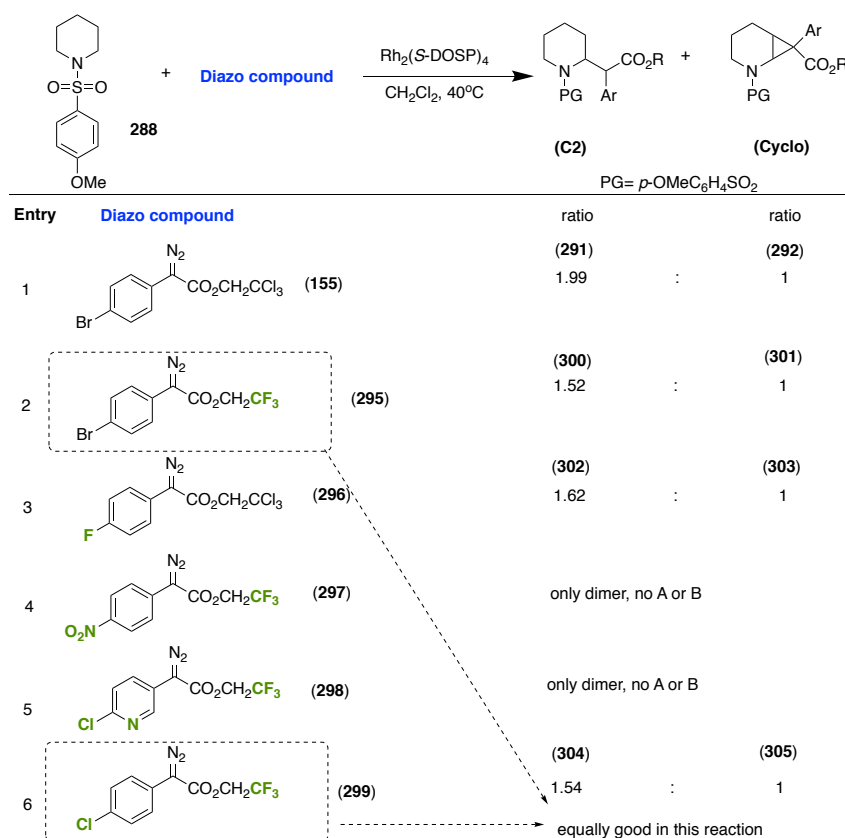 Rh2(S-DOSP)4
CH2Cl2, 40oC
N
O=S=O
OMe
288
+
Diazo compound
N
PG
CO2R
Ar
(C2)
+
N
PG
Ar
CO2R
(Cyclo)
PG= p-OMeC6H4SO2
Entry Diazo compound ratio ratio
1
N2
CO2CH2CCl3
Br
(155)
(291) (292)
1.99 : 1
2
N2
CO2CH2CF3
Br
(295)
(300) (301)
1.52 : 1
3
N2
CO2CH2CCl3
F
(296)
(302) (303)
1.62 : 1
4
N2
CO2CH2CF3
O2N
(297)
only dimer, no A or B
5
N2
CO2CH2CF3
Cl N
(298)
only dimer, no A or B
6
N2
CO2CH2CF3
Cl
(299)
(304) (305)
1.54 : 1
equally good in this reaction